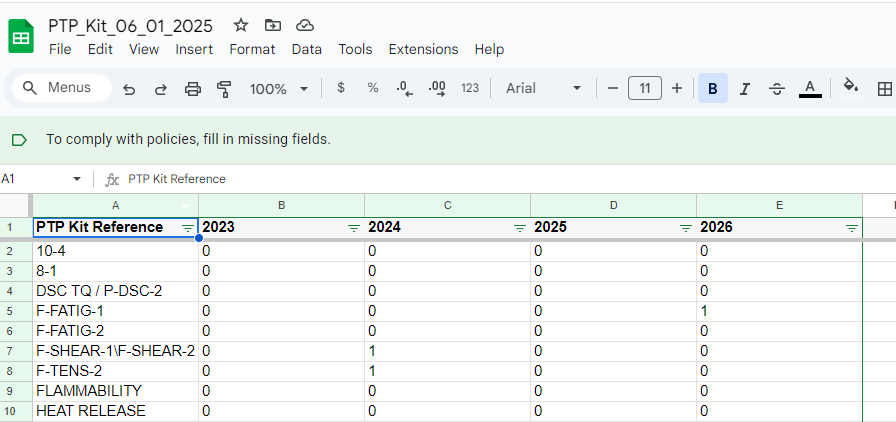 PTP_Kit_06_01_2025
File Edit View Insert Format Data Tools Extensions Help
Menus 100% $ % .0 .00 123 Arial 11 B I S A
To comply with policies, fill in missing fields.
A1 fx PTP Kit Reference
A B C D E
1 PTP Kit Reference 2023 2024 2025 2026
2 10-4 0 0 0 0
3 8-1 0 0 0 0
4 DSC TQ / P-DSC-2 0 0 0 0
5 F-FATIG-1 0 0 0 1
6 F-FATIG-2 0 0 0 0
7 F-SHEAR-1\F-SHEAR-2 0 1 0 0
8 F-TENS-2 0 1 0 0
9 FLAMMABILITY 0 0 0 0
10 HEAT RELEASE 0 0 0 0